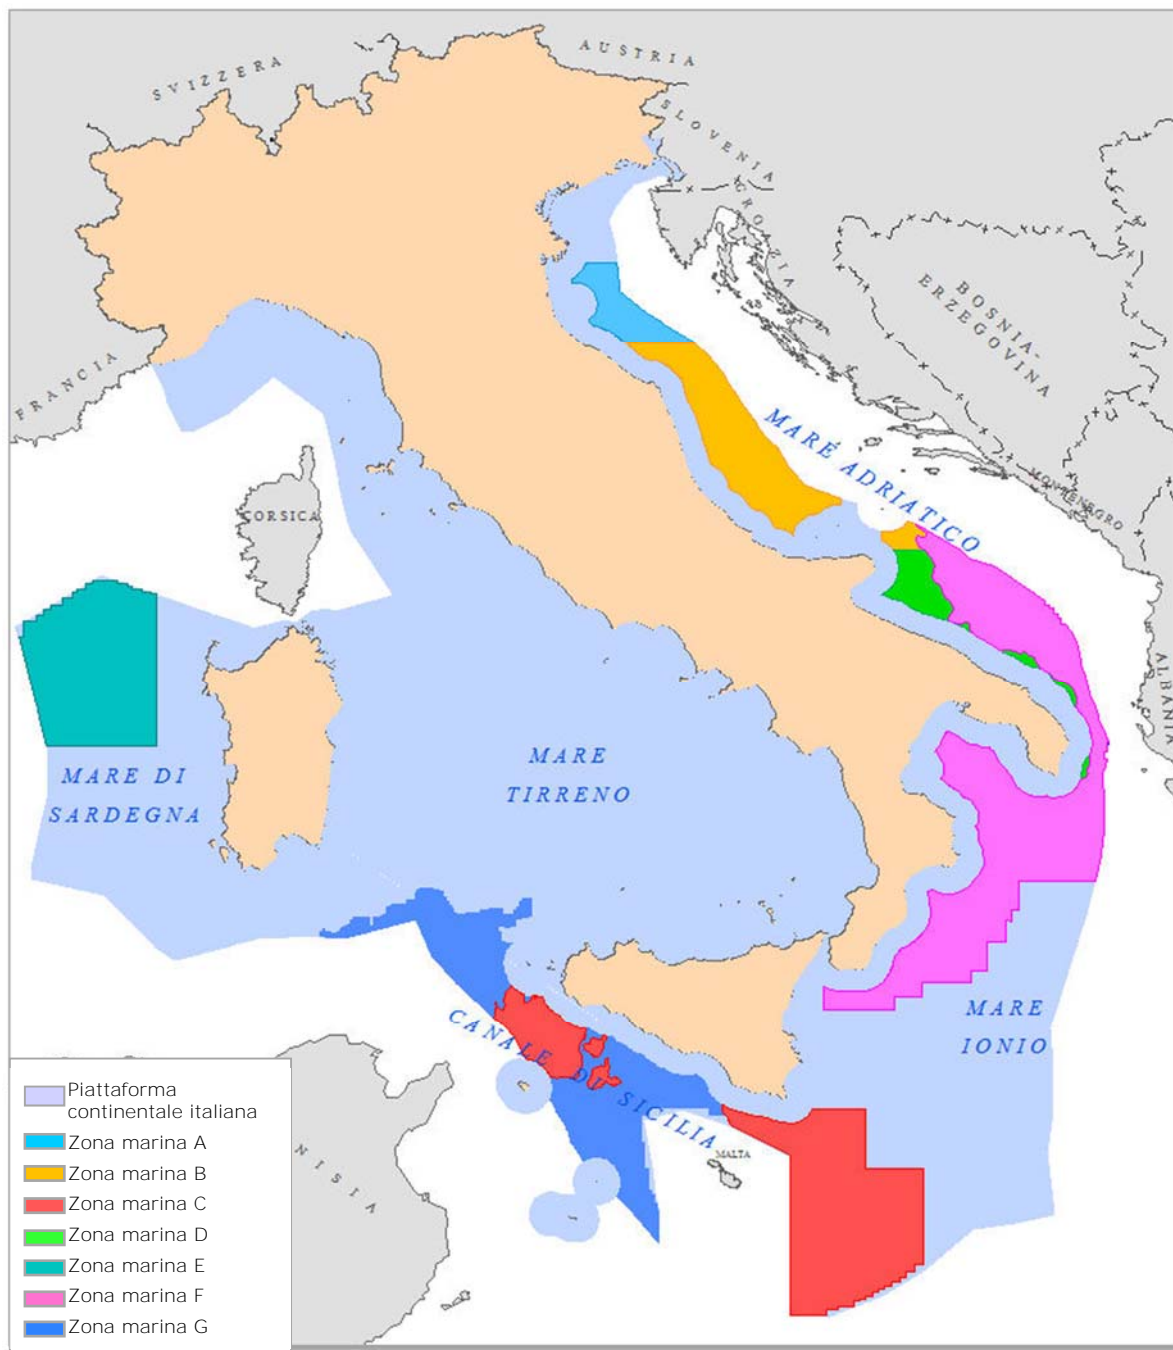 AUSTRIA
SVIZZERA
SLOVENIA
CROAZIA
BOSNIA-
ERZEGOVINA
FRANCIA
MARE ADRIATICO
MONTENEGRO
CORSICA
ALBANIA
MARE DI
SARDEGNA
MARE
TIRRENO
MARE
IONIO
CANALE DI SICILIA
MALTA
NISIA
Piattaforma
continentale italiana
Zona marina A
Zona marina B
Zona marina C
Zona marina D
Zona marina E
Zona marina F
Zona marina G